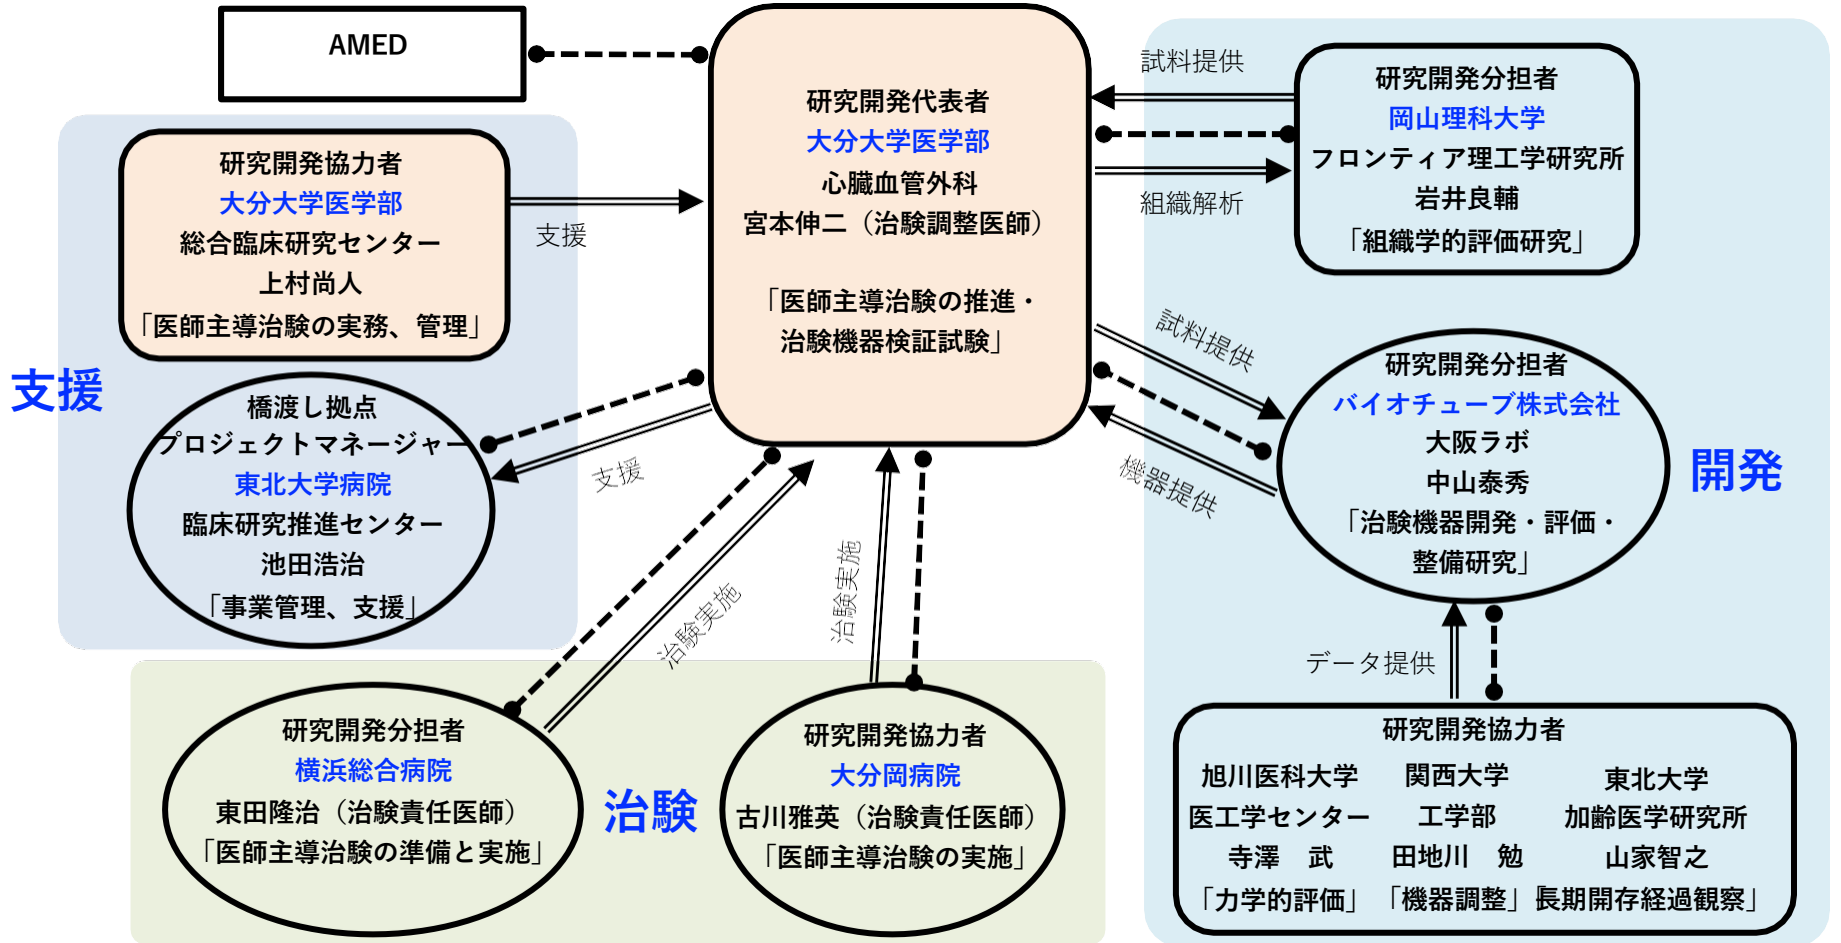 AMED
研究開発代表者
大分大学医学部
心臓血管外科
宮本伸二（治験調整医師）
「医師主導治験の推進・
治験機器検証試験」
試料提供
組織解析
研究開発分担者
岡山理科大学
フロンティア理工学研究所
岩井良輔
「組織学的評価研究」
研究開発協力者
大分大学医学部
総合臨床研究センター
上村尚人
「医師主導治験の実務、管理」
支援
支援
橋渡し拠点
プロジェクトマネージャー
東北大学病院
臨床研究推進センター
池田浩治
「事業管理、支援」
支援
試料提供
機器提供
研究開発分担者
バイオチューブ株式会社
大阪ラボ
中山泰秀
「治験機器開発・評価・
整備研究」
開発
治験実施
治験実施
データ提供
研究開発分担者
横浜総合病院
東田隆治（治験責任医師）
「医師主導治験の準備と実施」
治験
研究開発協力者
大分岡病院
古川雅英（治験責任医師）
「医師主導治験の実施」
研究開発協力者
旭川医科大学
医工学センター
寺澤　武
「力学的評価」
関西大学
工学部
田地川　勉
「機器調整」
東北大学
加齢医学研究所
山家智之
「長期開存経過観察」